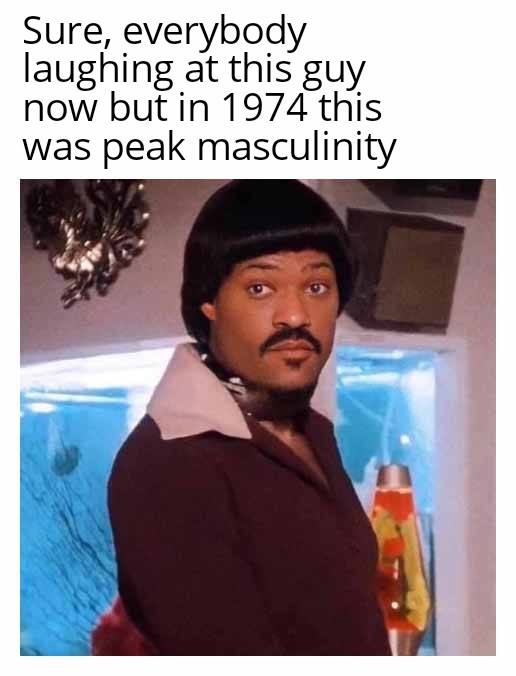 Sure, everybody
laughing at this guy
now but in 1974 this
was peak masculinity